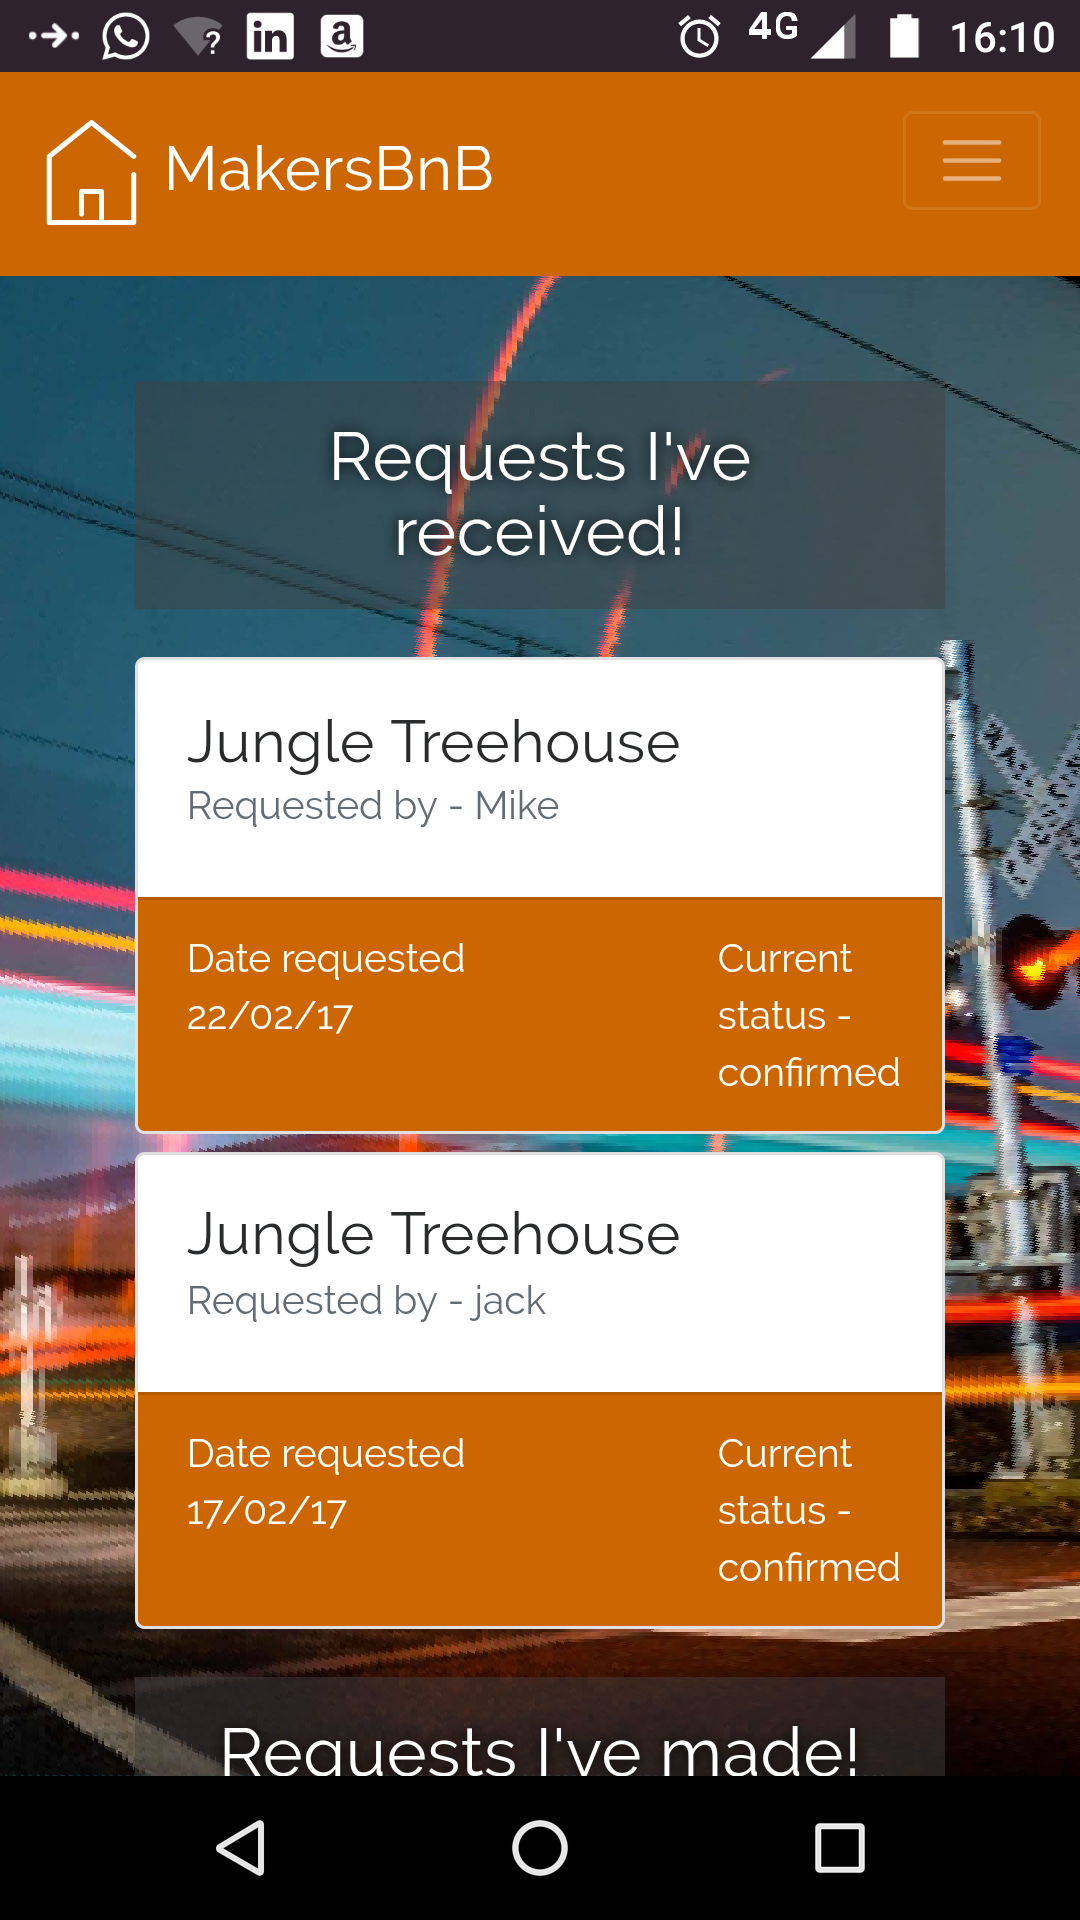 4G 16:10
MakersBnB
Requests I've
received!
Jungle Treehouse
Requested by - Mike
Date requested
22/02/17
Current
status -
confirmed
Jungle Treehouse
Requested by - jack
Date requested
17/02/17
Current
status -
confirmed
Requests I've made!